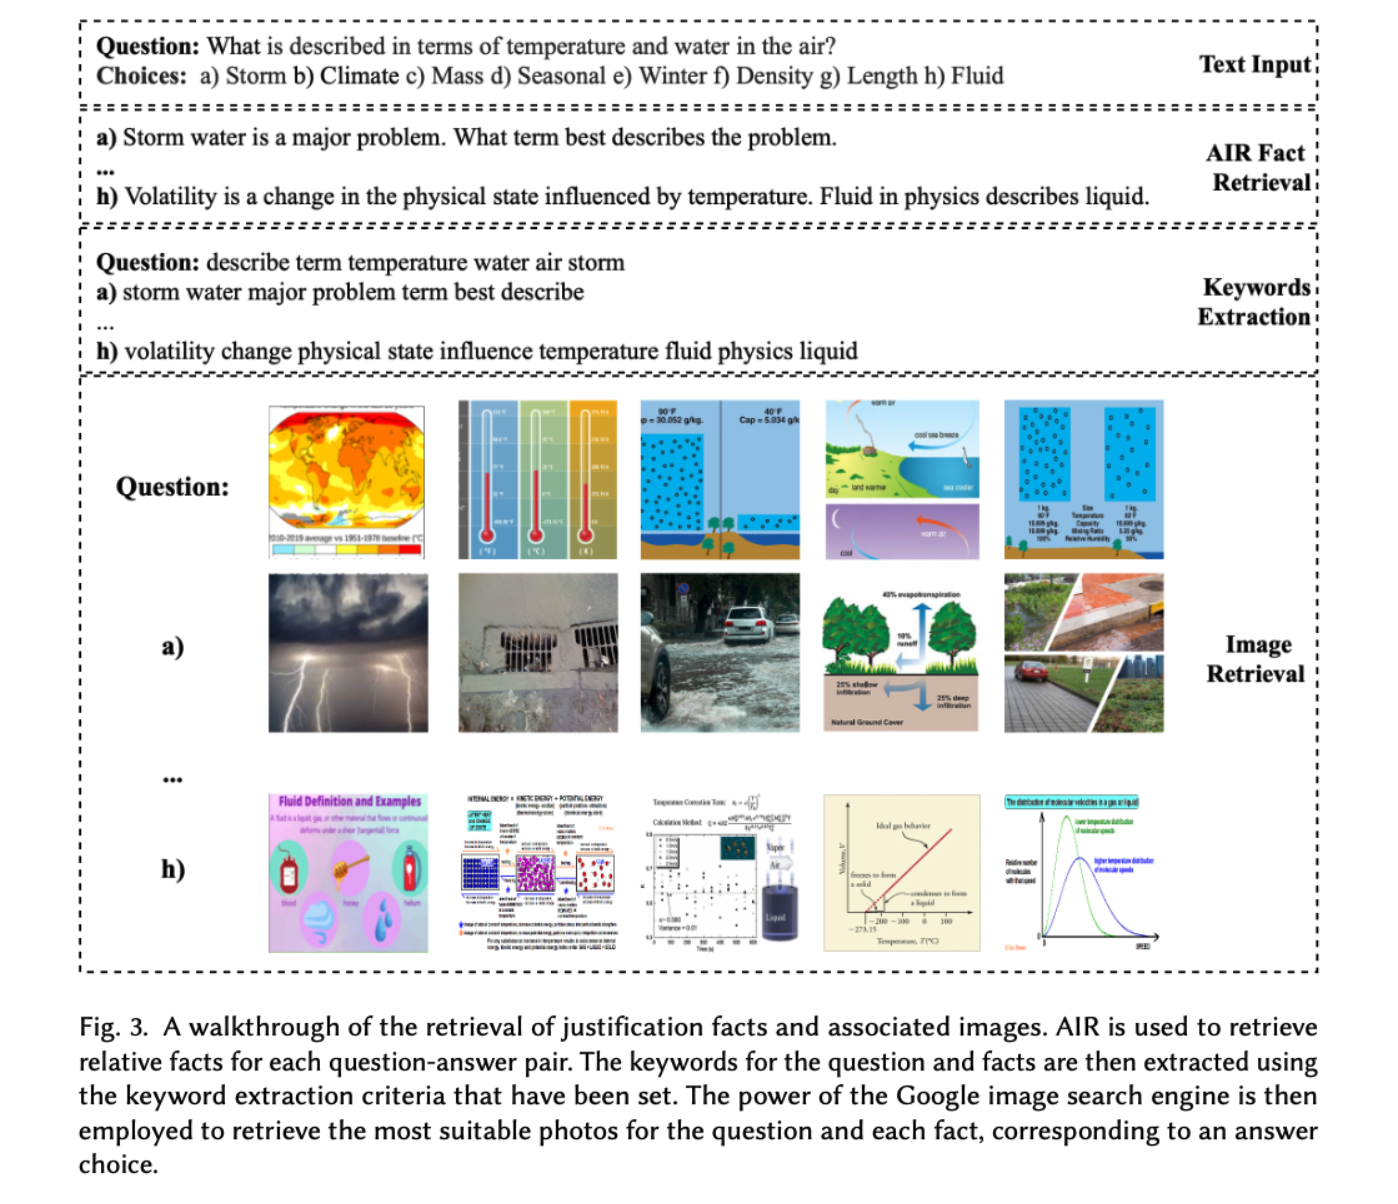 Question: What is described in terms of temperature and water in the air?
Choices: a) Storm b) Climate c) Mass d) Seasonal e) Winter f) Density g) Length h) Fluid
Text Input
a) Storm water is a major problem. What term best describes the problem.
...
h) Volatility is a change in the physical state influenced by temperature. Fluid in physics describes liquid.
AIR Fact
Retrieval
Question: describe term temperature water air storm
a) storm water major problem term best describe
...
h) volatility change physical state influence temperature fluid physics liquid
Keywords
Extraction
Question:
2010-2019 average vs 1951-1978 baseline (°C
(°F)
(°C)
(K)
90°F
p = 30.052 g/kg.
40°F
Cap = 5.034 g/k
warm air
cool sea breeze
day
land warmer
sea cooler
warm air
cool
1 kg.
Size
1 kg.
Temperature
Capacity
Mixing Ratio
100%
Relative Humidity
50%
a)
40% evapotranspiration
10%
runoff
25% shallow
infiltration
25% deep
infiltration
Natural Ground Cover
Image
Retrieval
...
h)
Fluid Definition and Examples
A fluid is a liquid, gas, or other material that flows or continuously
deforms under a shear (tangential) force
blood
honey
helium
INTERNAL ENERGY = KINETIC ENERGY + POTENTIAL ENERGY
Temperature Correction Term:
Calculation Method:
Vapor
Air
Liquid
Variance = 0.01
Time (s)
Ideal gas behavior
Volume, V
freezes to form
a solid
condenses to form
a liquid
-200 -100 0 100
-273.15
Temperature, T(°C)
The distribution of molecular velocities in a gas or liquid
lower temperature distribution
of molecular speeds
higher temperature distribution
of molecular speeds
Relative number
of molecules
with that speed
SPEED
Fig. 3. A walkthrough of the retrieval of justification facts and associated images. AIR is used to retrieve
relative facts for each question-answer pair. The keywords for the question and facts are then extracted using
the keyword extraction criteria that have been set. The power of the Google image search engine is then
employed to retrieve the most suitable photos for the question and each fact, corresponding to an answer
choice.